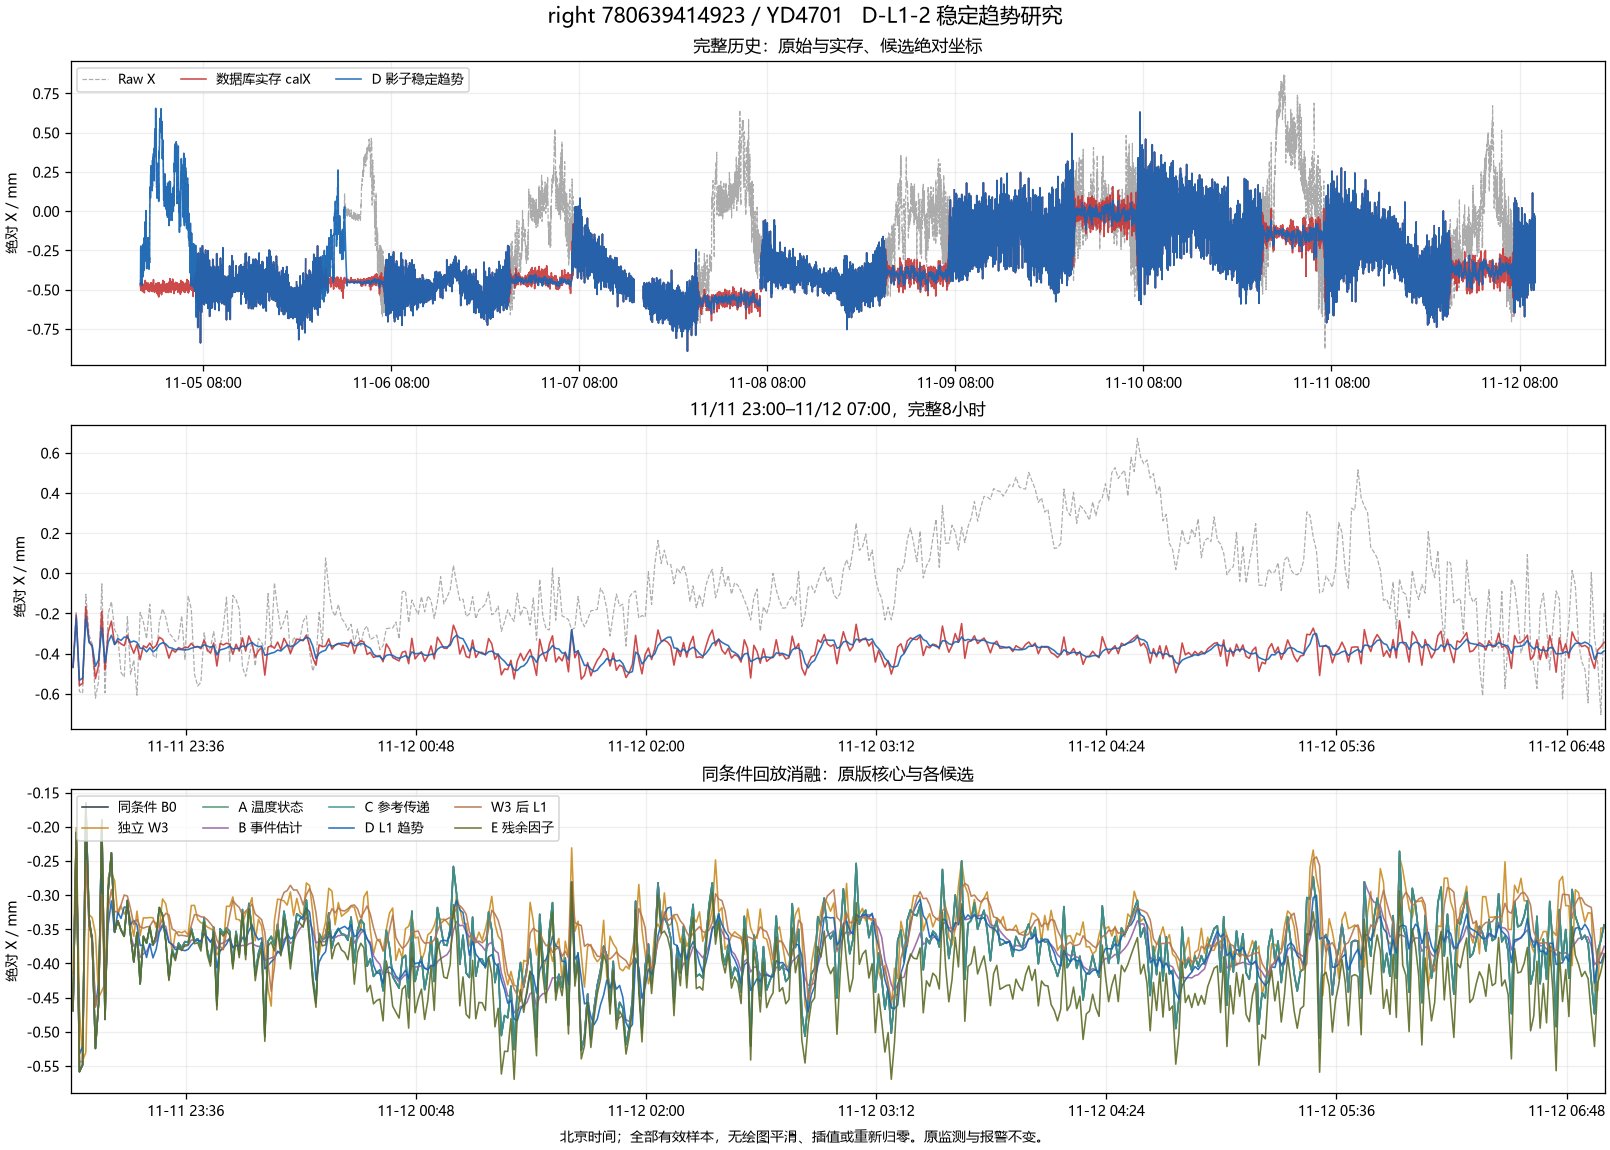 right 780639414923 / YD4701   D-L1-2 稳定趋势研究
完整历史：原始与实存、候选绝对坐标
Raw X
数据库实存 calX
D 影子稳定趋势
绝对 X / mm
0.75
0.50
0.25
0.00
-0.25
-0.50
-0.75
11-05 08:00
11-06 08:00
11-07 08:00
11-08 08:00
11-09 08:00
11-10 08:00
11-11 08:00
11-12 08:00
11/11 23:00–11/12 07:00，完整8小时
绝对 X / mm
0.6
0.4
0.2
0.0
-0.2
-0.4
-0.6
11-11 23:36
11-12 00:48
11-12 02:00
11-12 03:12
11-12 04:24
11-12 05:36
11-12 06:48
同条件回放消融：原版核心与各候选
同条件 B0
A 温度状态
C 参考传递
W3 后 L1
独立 W3
B 事件估计
D L1 趋势
E 残余因子
绝对 X / mm
-0.15
-0.20
-0.25
-0.30
-0.35
-0.40
-0.45
-0.50
-0.55
11-11 23:36
11-12 00:48
11-12 02:00
11-12 03:12
11-12 04:24
11-12 05:36
11-12 06:48
北京时间；全部有效样本，无绘图平滑、插值或重新归零。原监测与报警不变。